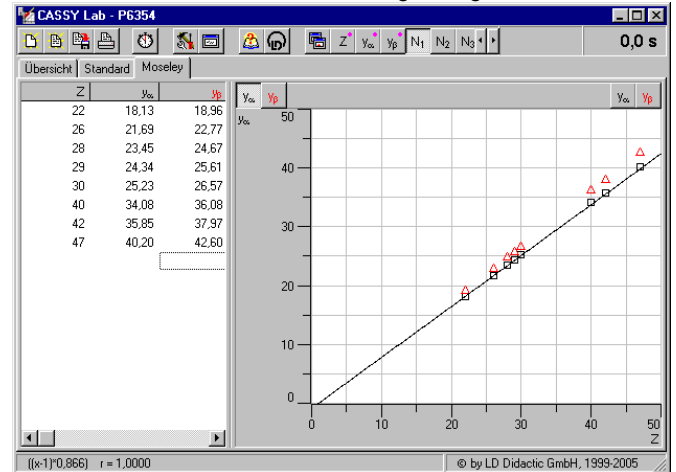 CASSY Lab - P6354
Z yα yβ N1 N2 N3 0,0 s
Übersicht Standard Moseley
Z yα yβ
22 18,13 18,96
26 21,69 22,77
28 23,45 24,67
29 24,34 25,61
30 25,23 26,57
40 34,08 36,08
42 35,85 37,97
47 40,20 42,60
yα yβ yα yβ
yα
50
40
30
20
10
0
0 10 20 30 40 50
Z
((x-1)*0,866) r = 1,0000 © by LD Didactic GmbH, 1999-2005